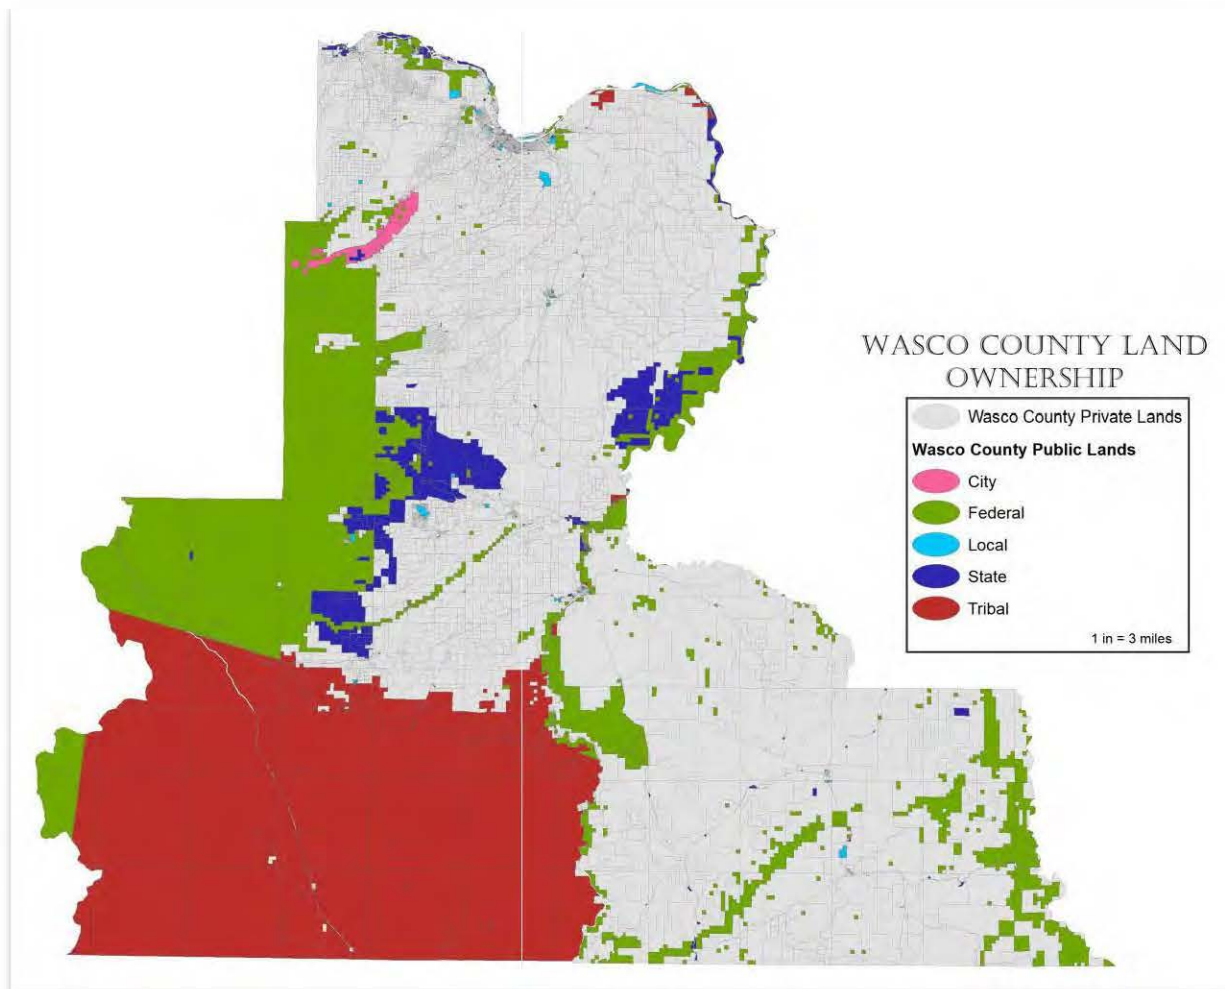 WASCO COUNTY LAND
OWNERSHIP
Wasco County Private Lands
Wasco County Public Lands
City
Federal
Local
State
Tribal
1 in = 3 miles